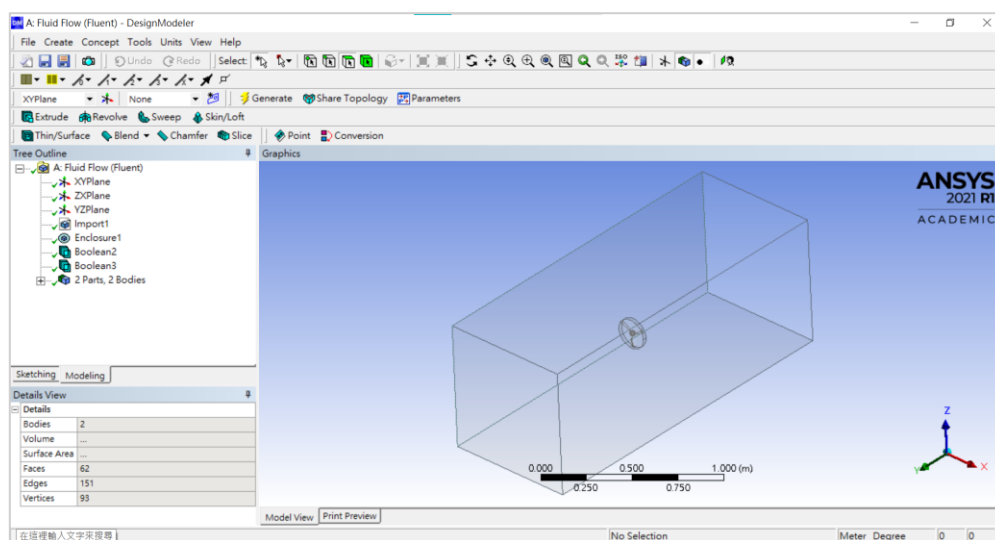 A: Fluid Flow (Fluent) - DesignModeler
File Create Concept Tools Units View Help
Undo Redo Select:
XYPlane None Generate Share Topology Parameters
Extrude Revolve Sweep Skin/Loft
Thin/Surface Blend Chamfer Slice Point Conversion
Tree Outline
A: Fluid Flow (Fluent)
XYPlane
ZXPlane
YZPlane
Import1
Enclosure1
Boolean2
Boolean3
2 Parts, 2 Bodies
Sketching Modeling
Details View
Details
Bodies 2
Volume ...
Surface Area ...
Faces 62
Edges 151
Vertices 93
Graphics
ANSYS
2021 R1
ACADEMIC
Z
Y X
0.000 0.500 1.000 (m)
0.250 0.750
Model View Print Preview
在這裡輸入文字來搜尋 No Selection Meter Degree 0 0